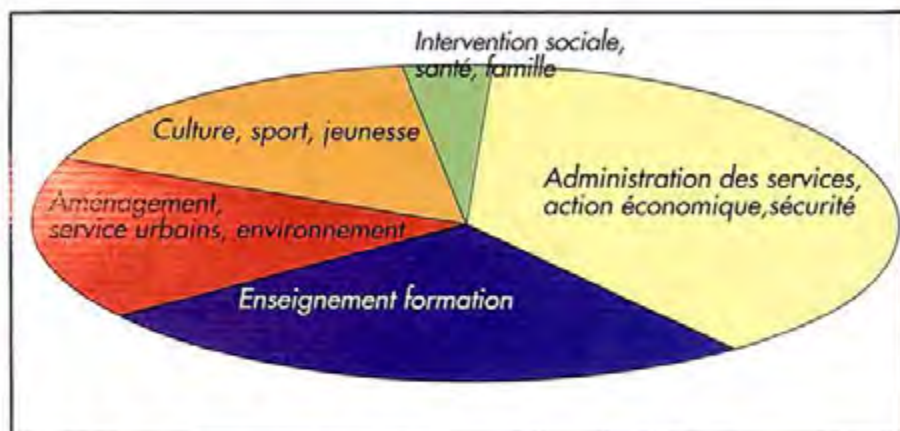 Intervention sociale,
santé, famille
Culture, sport, jeunesse
Administration des services,
action économique,sécurité
Aménagement,
service urbains, environnement
Enseignement formation